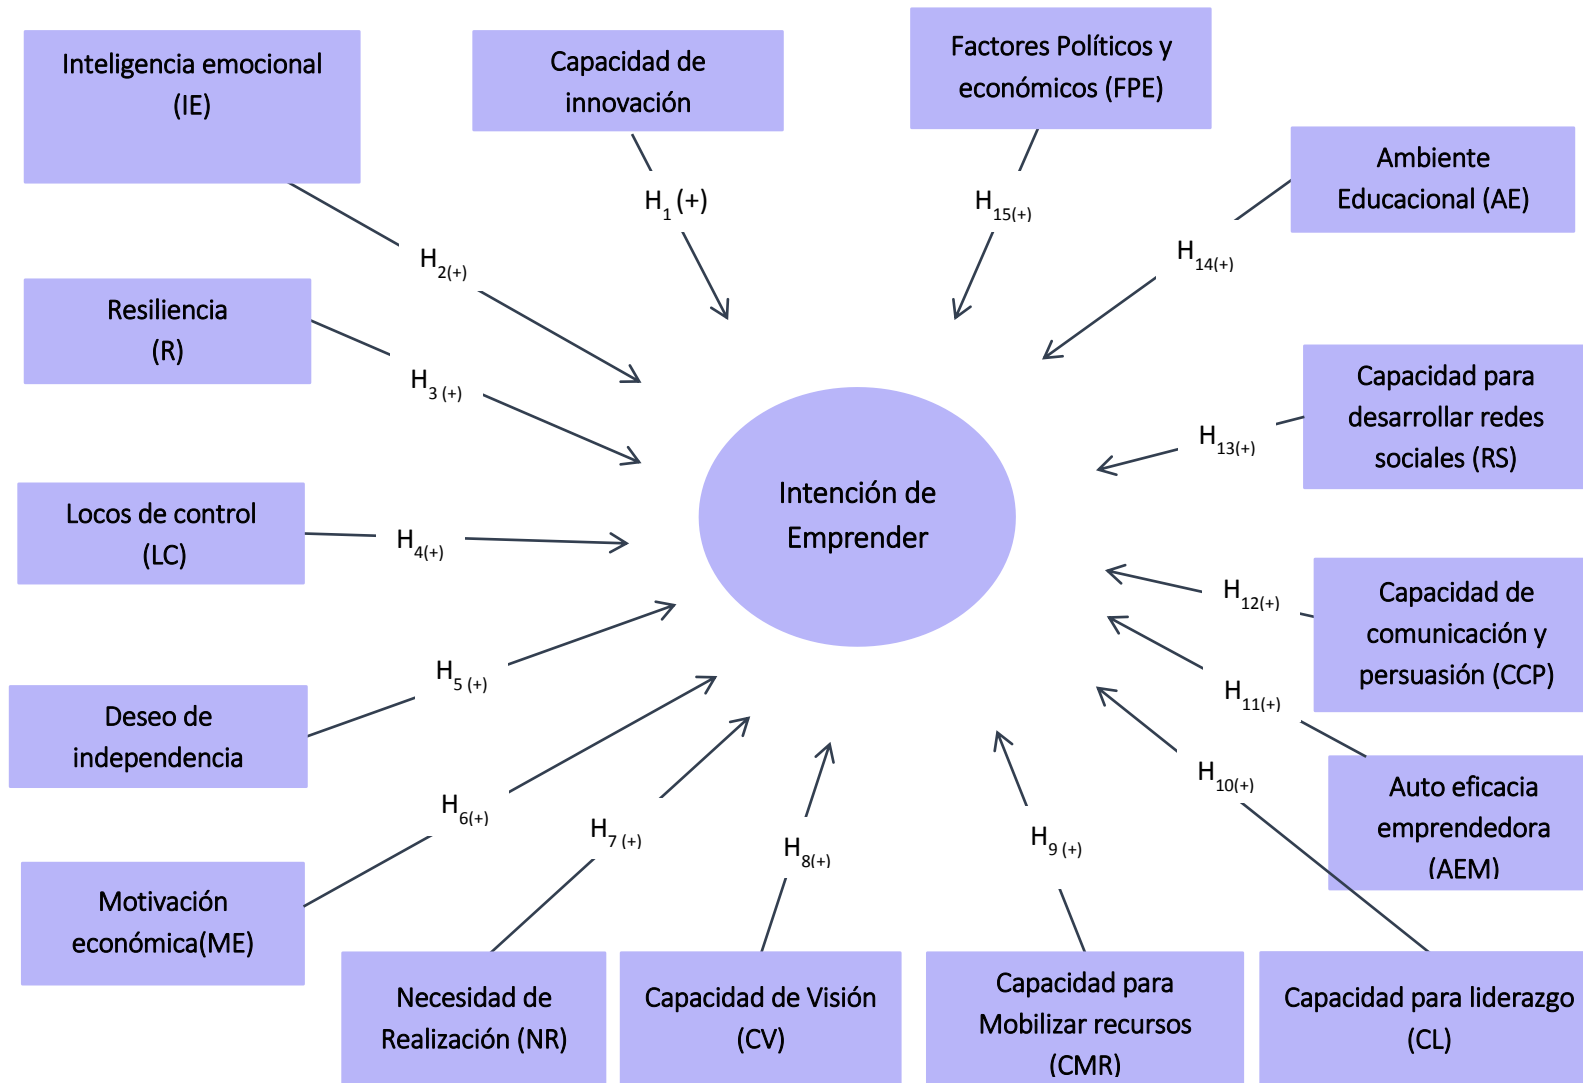 Inteligencia emocional
(IE)
Capacidad de
innovación
Factores Políticos y
económicos (FPE)
Ambiente
Educacional (AE)
H1 (+)
H15(+)
H2(+)
H14(+)
Resiliencia
(R)
H3 (+)
Capacidad para
desarrollar redes
sociales (RS)
H13(+)
Locos de control
(LC)
H4(+)
Intención de
Emprender
H12(+)
Capacidad de
comunicación y
persuasión (CCP)
H5 (+)
H11(+)
Deseo de
independencia
H6(+)
H7 (+)
H8(+)
H9 (+)
H10(+)
Auto eficacia
emprendedora
(AEM)
Motivación
económica(ME)
Necesidad de
Realización (NR)
Capacidad de Visión
(CV)
Capacidad para
Mobilizar recursos
(CMR)
Capacidad para liderazgo
(CL)